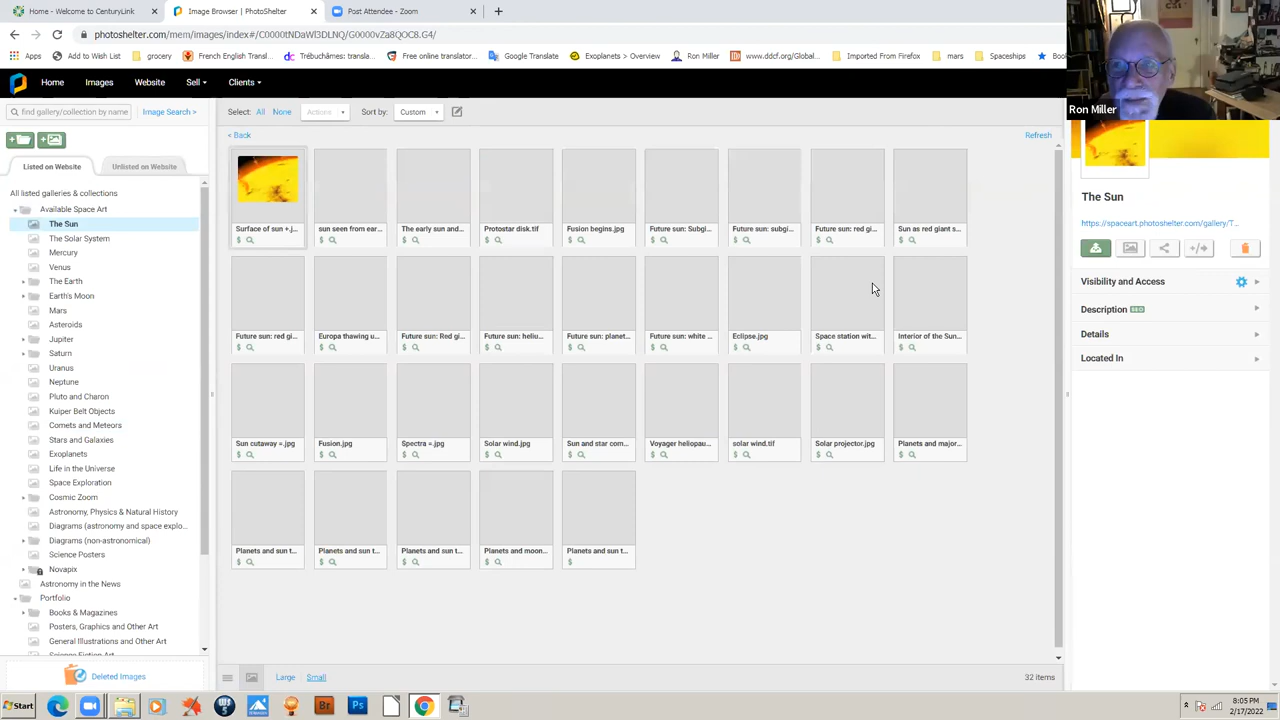 Home - Welcome to CenturyLink
Image Browser | PhotoShelter
Post Attendee - Zoom
photoshelter.com/mem/images/index#/C0000tNDaWl3DLNQ/G0000vZa8QOC8.G4/
Apps
Add to Wish List
grocery
French English Transl...
Trébuchâmes: transl...
Free online translator...
Google Translate
Exoplanets > Overview
Ron Miller
www.ddcf.org/Global...
Imported From Firefox
mars
Spaceships
Home
Images
Website
Sell
Clients
Ron Miller
find gallery/collection by name
Image Search >
Select:
All
None
Actions
Sort by:
Custom
< Back
Refresh
Listed on Website
Unlisted on Website
All listed galleries & collections
Available Space Art
The Sun
The Solar System
Mercury
Venus
The Earth
Earth's Moon
Mars
Asteroids
Jupiter
Saturn
Uranus
Neptune
Pluto and Charon
Kuiper Belt Objects
Comets and Meteors
Stars and Galaxies
Exoplanets
Life in the Universe
Space Exploration
Cosmic Zoom
Astronomy, Physics & Natural History
Diagrams (astronomy and space explo...
Diagrams (non-astronomical)
Science Posters
Novapix
Astronomy in the News
Portfolio
Books & Magazines
Posters, Graphics and Other Art
General Illustrations and Other Art
Science Fiction Art
Deleted Images
Surface of sun +.j...
sun seen from ear...
The early sun and...
Protostar disk.tif
Fusion begins.jpg
Future sun: Subgi...
Future sun: subgi...
Future sun: red gi...
Sun as red giant s...
Future sun: red gi...
Europa thawing u...
Future sun: Red gi...
Future sun: heliu...
Future sun: planet...
Future sun: white ...
Eclipse.jpg
Space station wit...
Interior of the Sun...
Sun cutaway =.jpg
Fusion.jpg
Spectra =.jpg
Solar wind.jpg
Sun and star com...
Voyager heliopau...
solar wind.tif
Solar projector.jpg
Planets and major...
Planets and sun t...
Planets and sun t...
Planets and sun t...
Planets and moon...
Planets and sun t...
Large
Small
32 items
The Sun
https://spaceart.photoshelter.com/gallery/T...
Visibility and Access
Description
Details
Located In
Start
Br
Ps
8:05 PM
2/17/2022